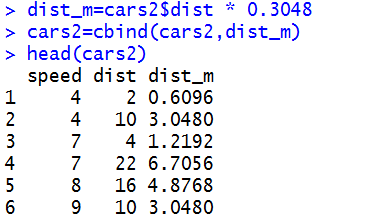 > dist_m=cars2$dist * 0.3048
> cars2=cbind(cars2,dist_m)
> head(cars2)
  speed dist dist_m
1     4    2 0.6096
2     4   10 3.0480
3     7    4 1.2192
4     7   22 6.7056
5     8   16 4.8768
6     9   10 3.0480